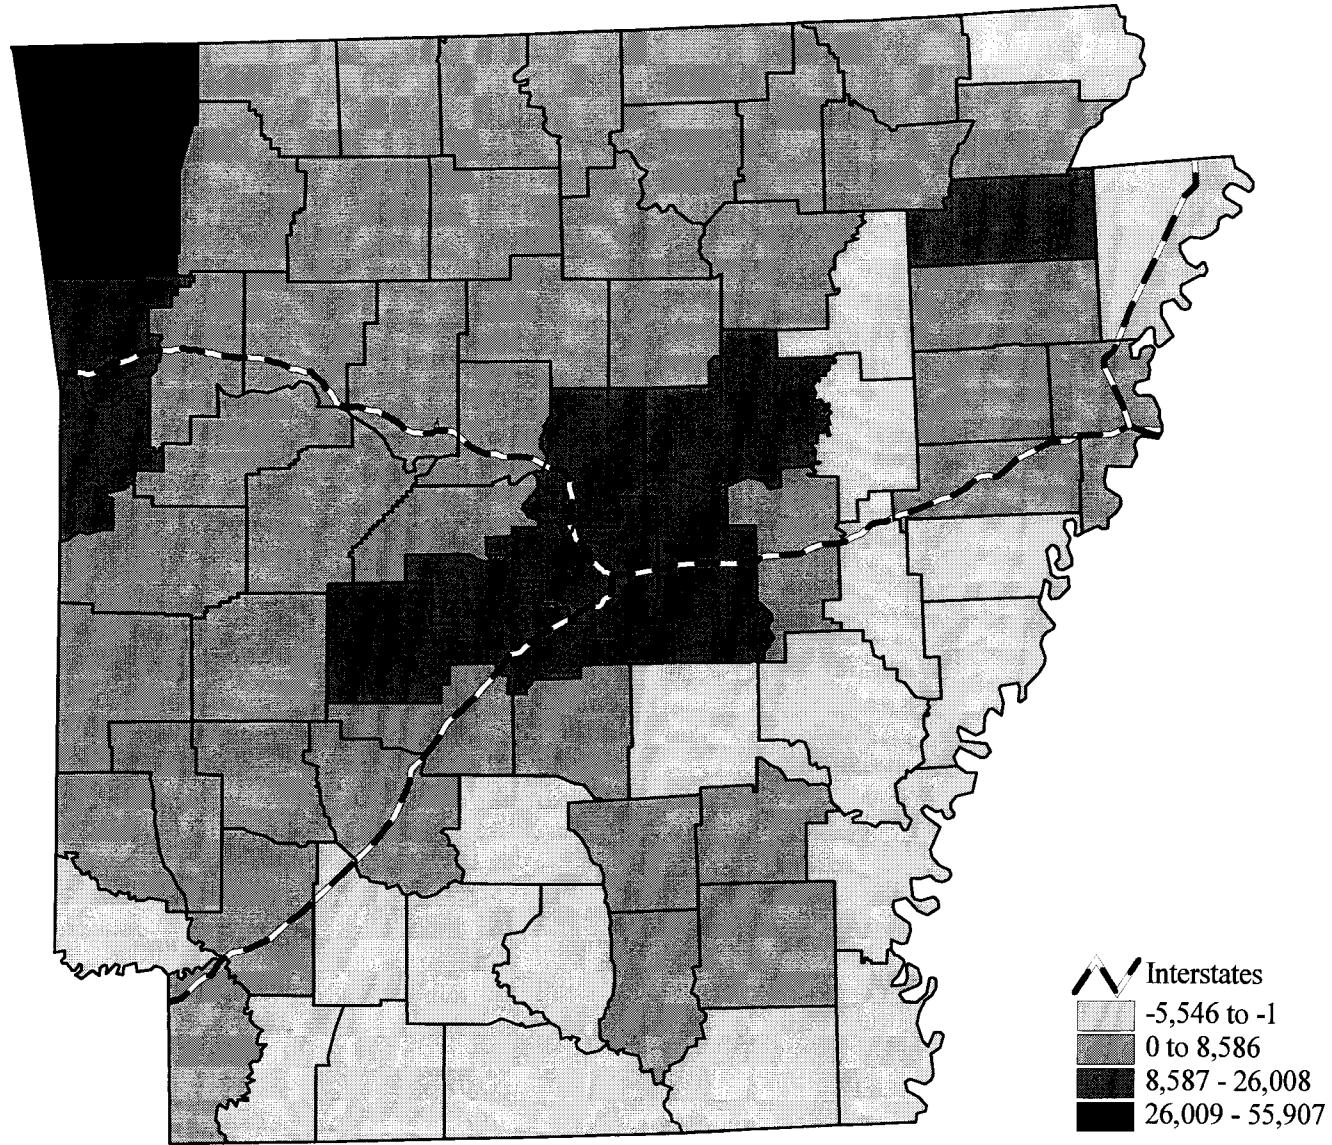 Interstates
-5,546 to -1
0 to 8,586
8,587 - 26,008
26,009 - 55,907